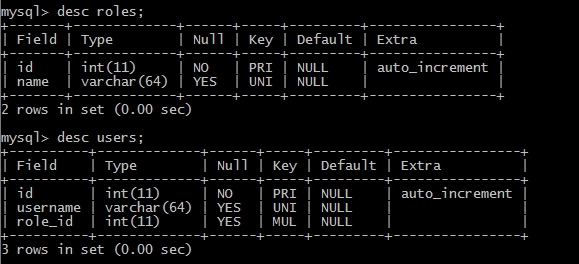 mysql> desc roles;
+-------+-------------+------+-----+---------+----------------+
| Field | Type        | Null | Key | Default | Extra          |
+-------+-------------+------+-----+---------+----------------+
| id    | int(11)     | NO   | PRI | NULL    | auto_increment |
| name  | varchar(64) | YES  | UNI | NULL    |                |
+-------+-------------+------+-----+---------+----------------+
2 rows in set (0.00 sec)
mysql> desc users;
+----------+-------------+------+-----+---------+----------------+
| Field    | Type        | Null | Key | Default | Extra          |
+----------+-------------+------+-----+---------+----------------+
| id       | int(11)     | NO   | PRI | NULL    | auto_increment |
| username | varchar(64) | YES  | UNI | NULL    |                |
| role_id  | int(11)     | YES  | MUL | NULL    |                |
+----------+-------------+------+-----+---------+----------------+
3 rows in set (0.00 sec)